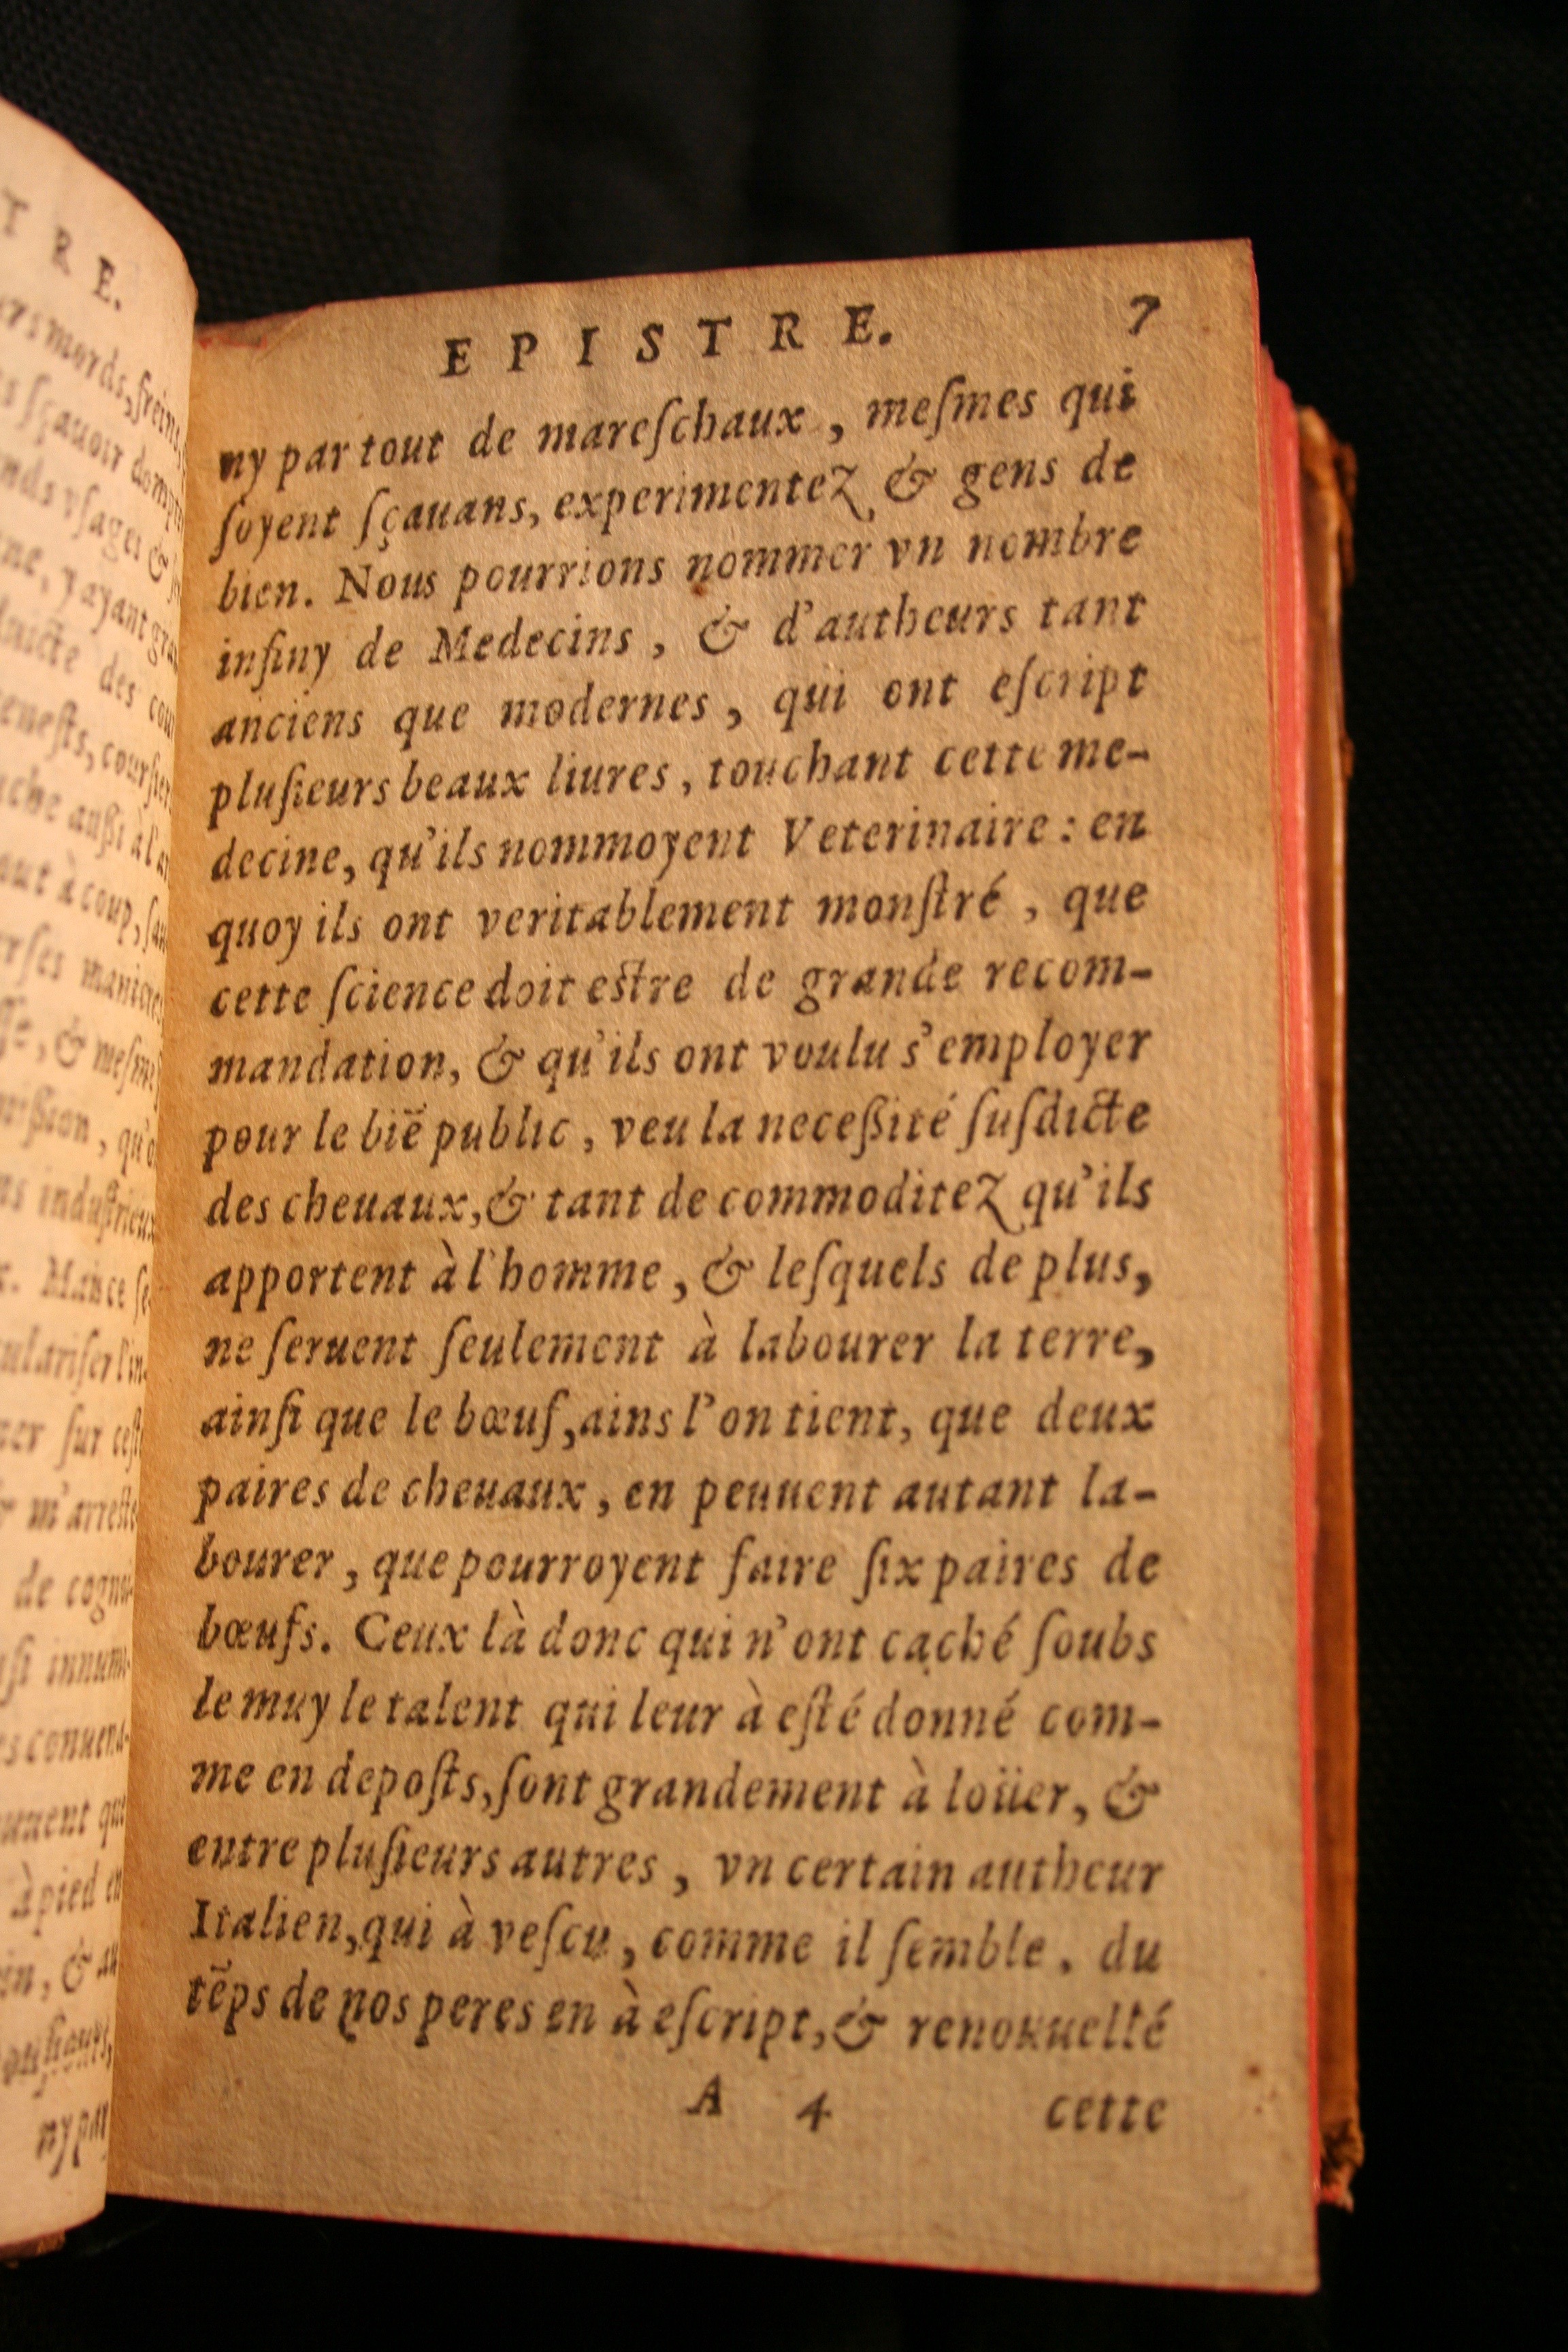 T R E.
EPISTRE. 7
ny par tout de mareſchaux, meſmes qui
ſoyent ſçauans, experimentez & gens de
bien. Nous pourrions nommer vn nombre
infiny de Medecins, & d'autheurs tant
anciens que modernes, qui ont eſcript
pluſieurs beaux liures, touchant cette me-
decine, qu'ils nommoyent Veterinaire: en
quoy ils ont veritablement monſtré, que
cette ſcience doit eſtre de grande recom-
mandation, & qu'ils ont voulu s'employer
pour le biẽ public, veu la neceßité ſuſdicte
des cheuaux, & tant de commoditez qu'ils
apportent à l'homme, & leſquels de plus,
ne ſeruent ſeulement à labourer la terre,
ainſi que le bœuf, ains l'on tient, que deux
paires de cheuaux, en peuuent autant la-
bourer, que pourroyent faire ſix paires de
bœufs. Ceux là donc qui n'ont caché ſoubs
le muy le talent qui leur à eſté donné com-
me en depoſts, ſont grandement à loüer, &
entre pluſieurs autres, vn certain autheur
Italien, qui à veſcu, comme il ſemble, du
tẽps de nos peres en à eſcript, & renouuellé
A 4 cette